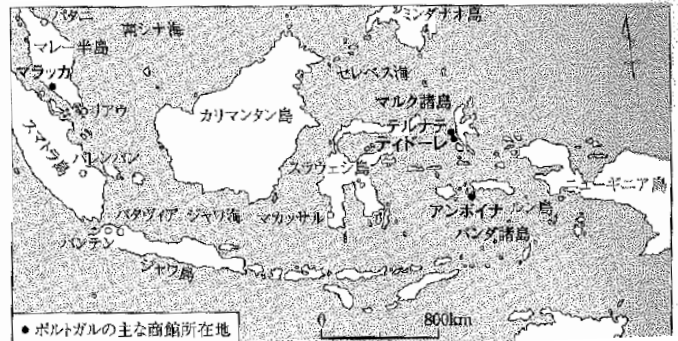 パタニ
南シナ海
ミンダナオ島
マレー半島
マラッカ
セレベス海
リアウ
カリマンタン島
マルク諸島
テルナテ
ティドーレ
スマトラ島
パレンバン
スラウェシ島
ニューギニア島
バタヴィア
ジャワ海
マカッサル
アンボイナ
ルン島
バンテン
バンダ諸島
ジャワ島
● ポルトガルの主な商館所在地
0 800km